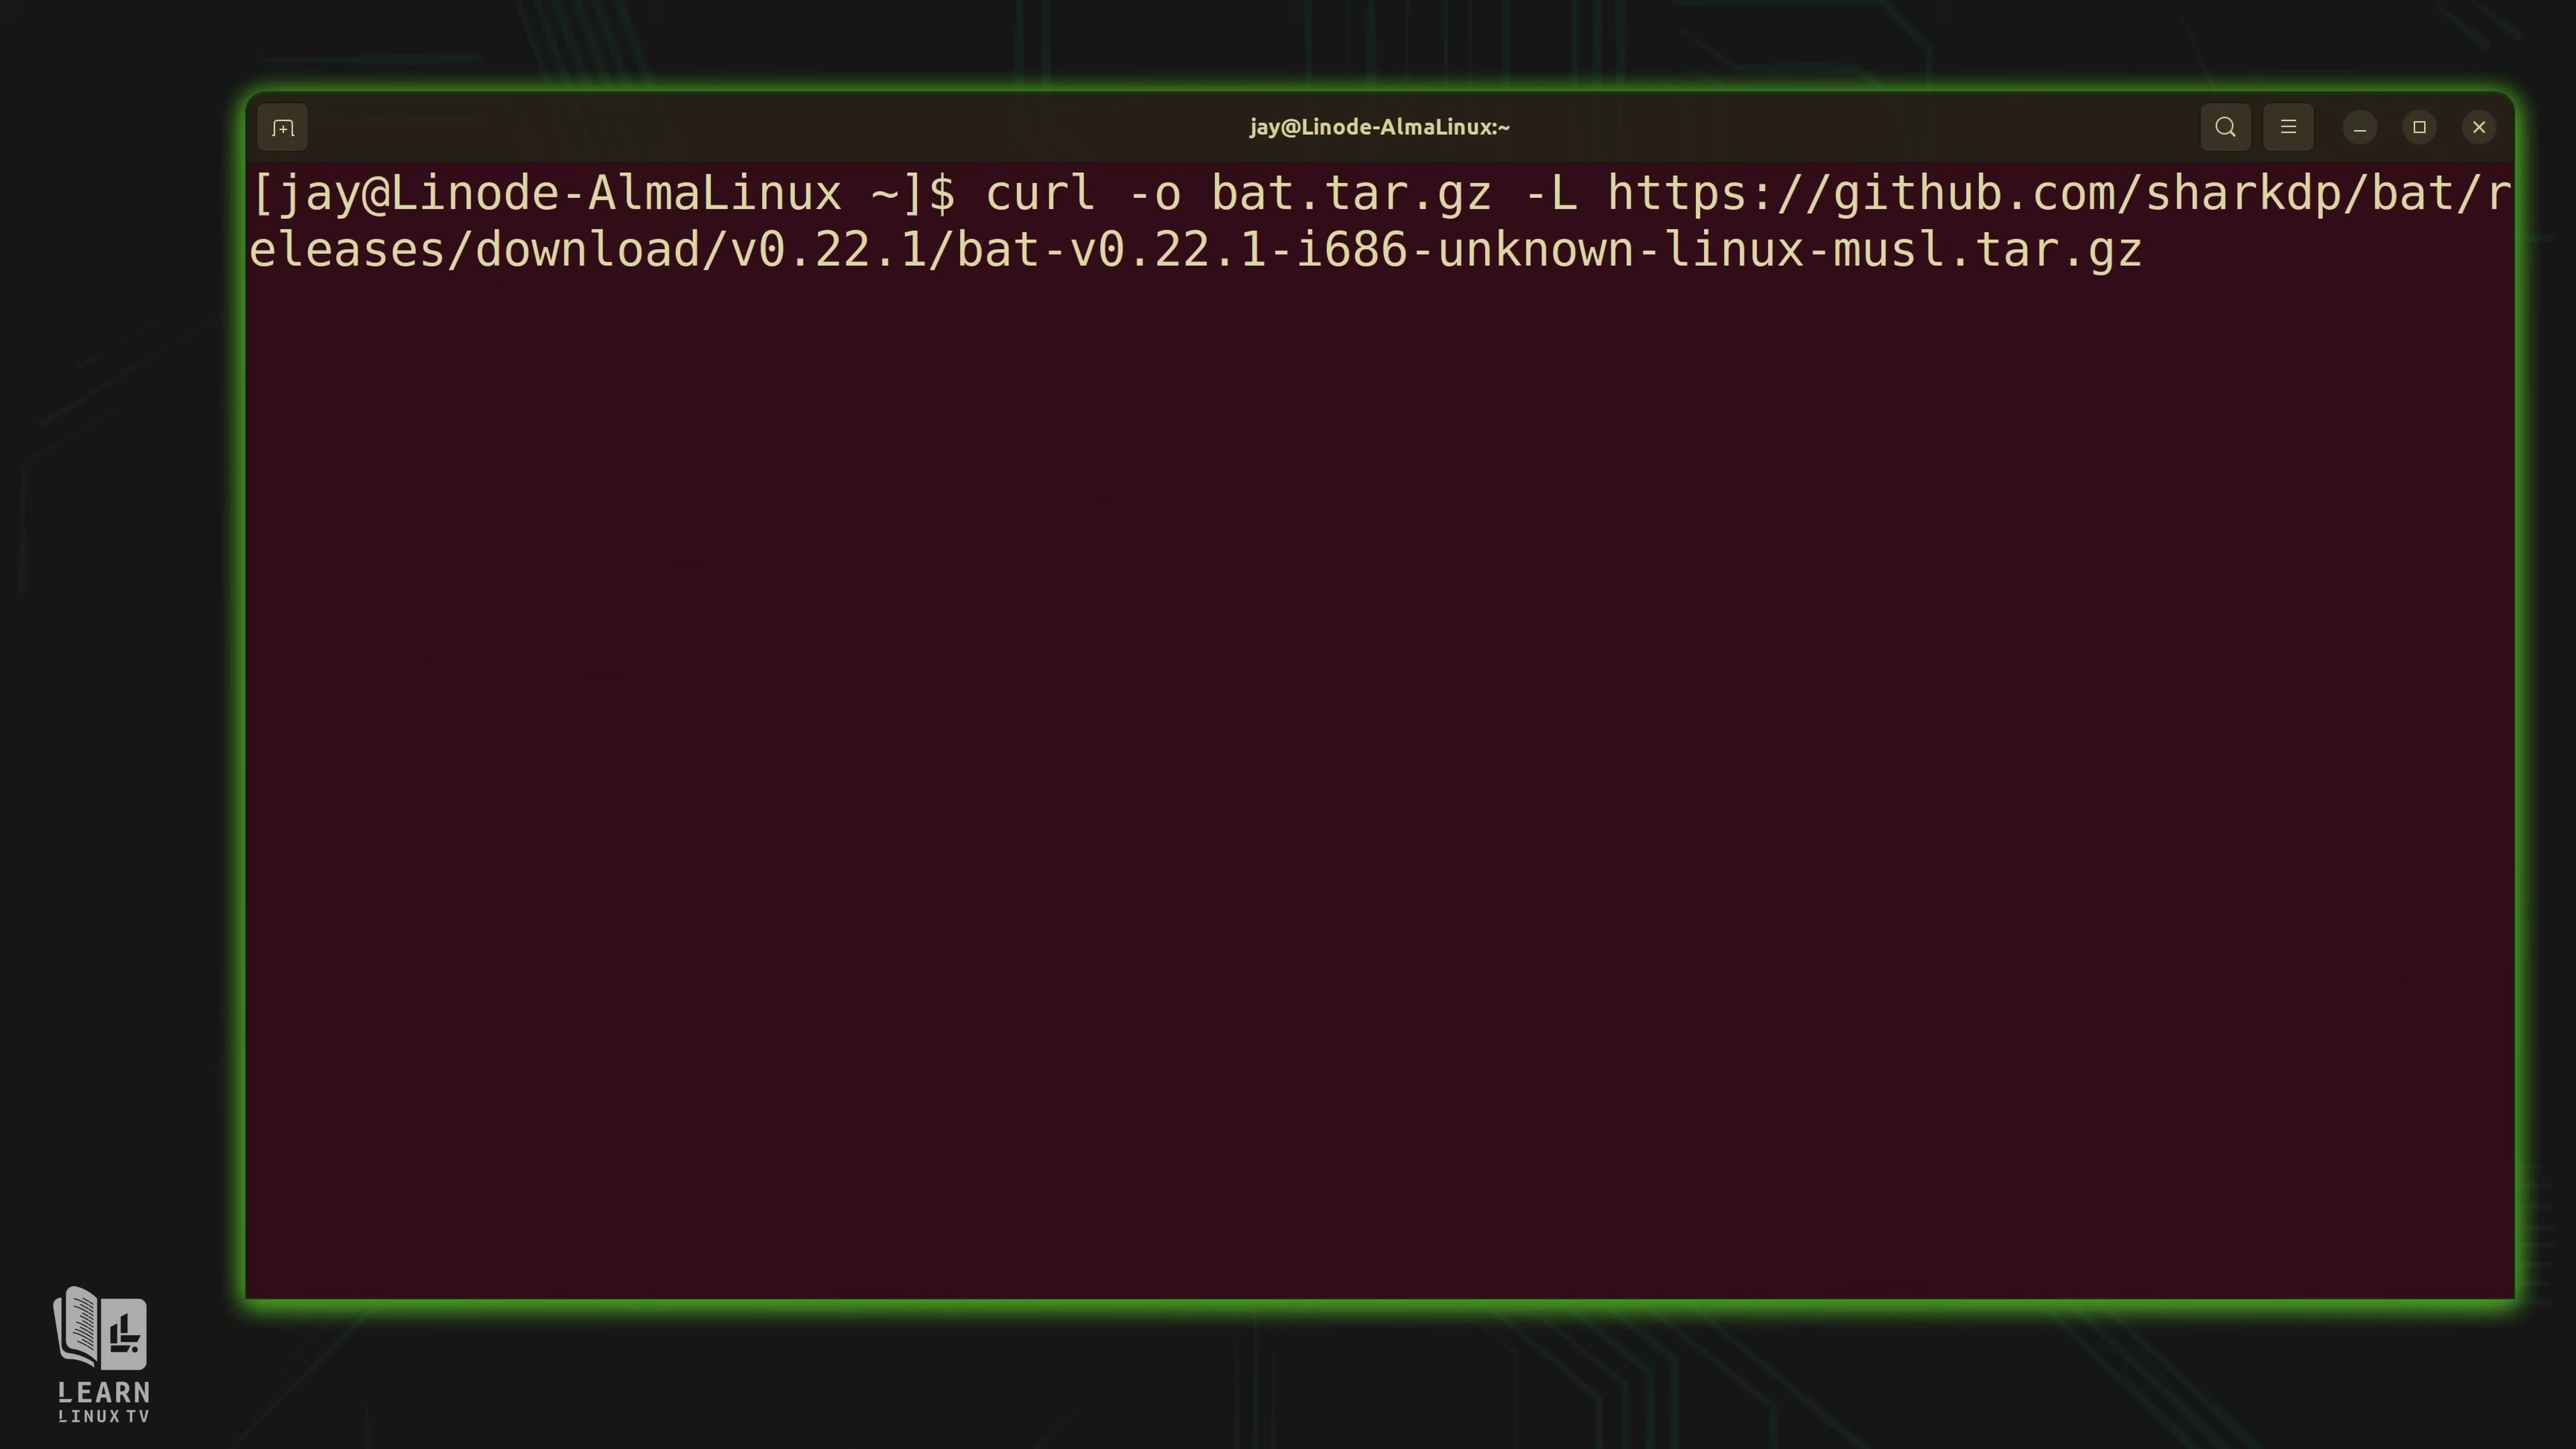 jay@Linode-AlmaLinux:~
[jay@Linode-AlmaLinux ~]$ curl -o bat.tar.gz -L https://github.com/sharkdp/bat/r
eleases/download/v0.22.1/bat-v0.22.1-i686-unknown-linux-musl.tar.gz
LEARN
LINUX TV